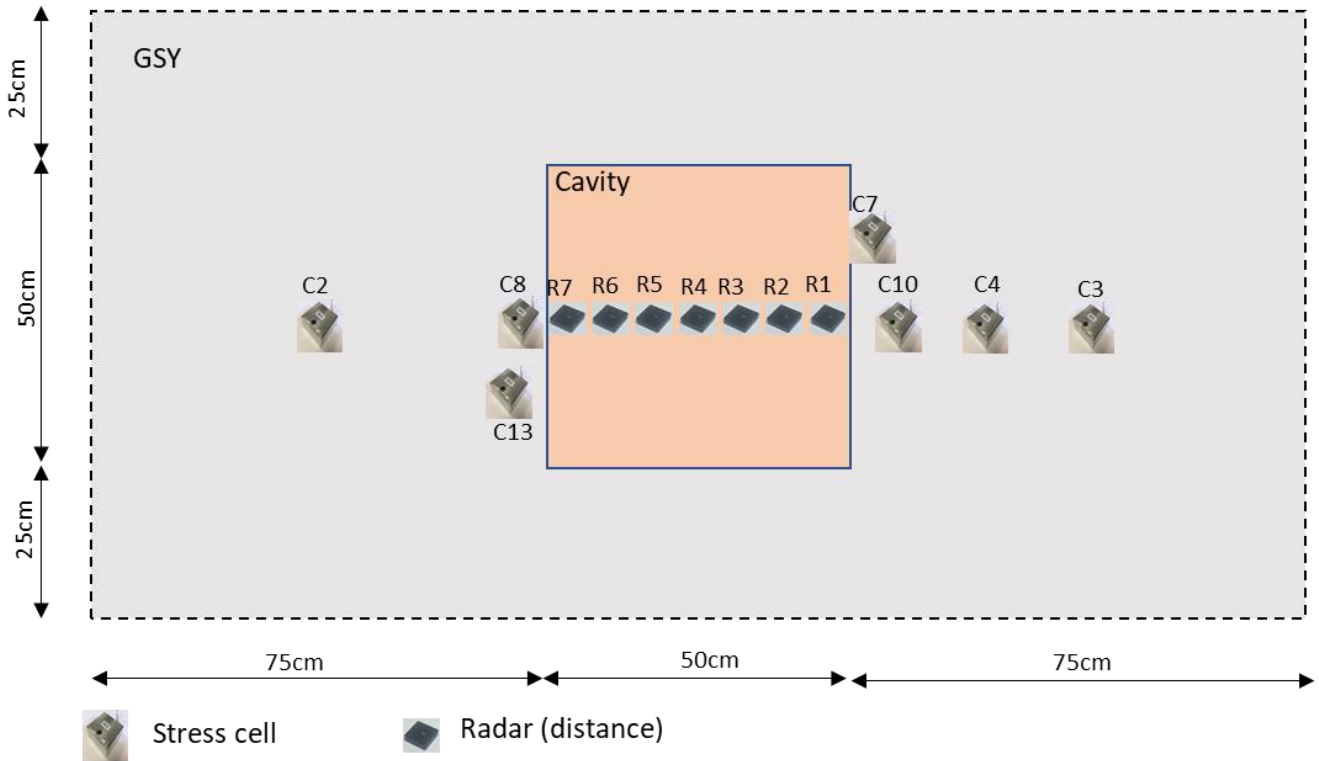 25cm
GSY
Cavity
C7
50cm
C2
C8
R7
R6
R5
R4
R3
R2
R1
C10
C4
C3
C13
25cm
75cm
50cm
75cm
Stress cell
Radar (distance)